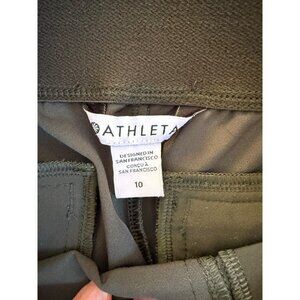 ATHLETA
DESIGNED IN
SAN FRANCISCO
CONÇU À
SAN FRANCISCO
10